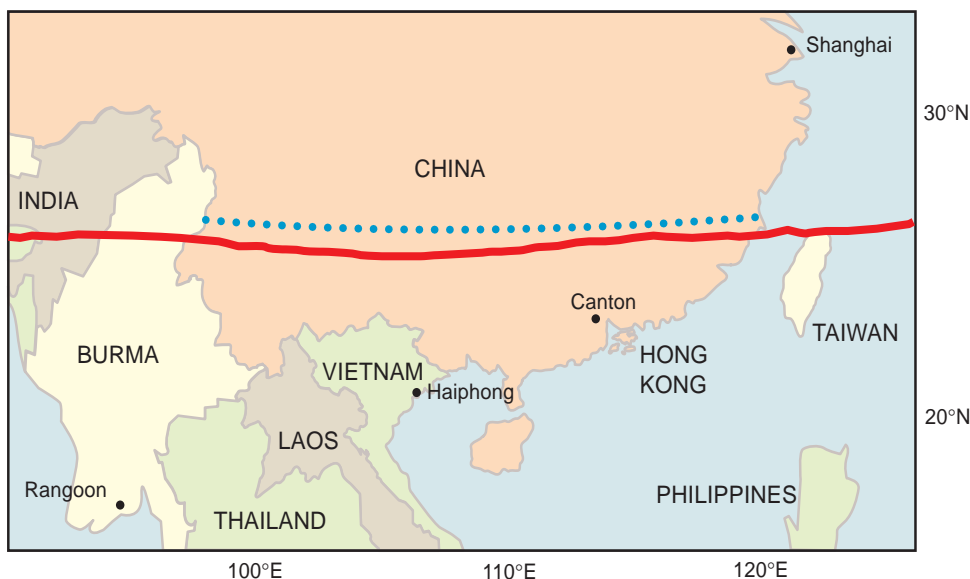 Shanghai
30°N
CHINA
INDIA
Canton
TAIWAN
BURMA
HONG
KONG
VIETNAM
Haiphong
20°N
LAOS
Rangoon
PHILIPPINES
THAILAND
100°E
110°E
120°E